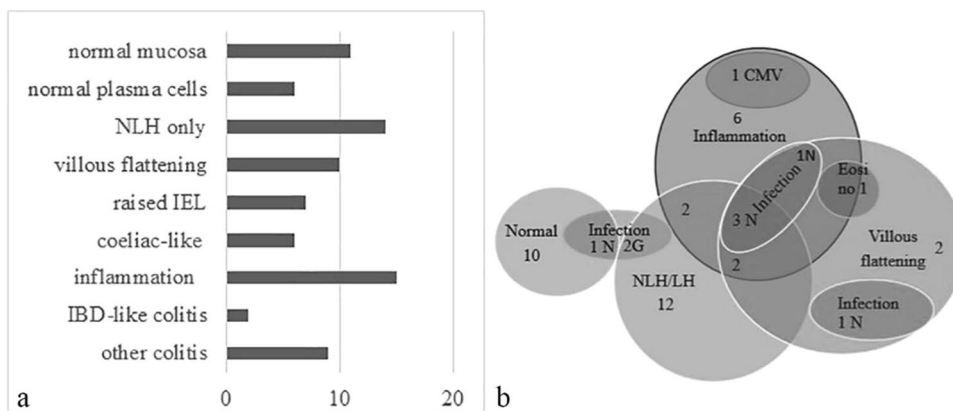 normal mucosa
normal plasma cells
NLH only
villous flattening
raised IEL
coeliac-like
inflammation
IBD-like colitis
other colitis
0 10 20
a
1 CMV
6
Inflammation
1N
Infection
3 N
Eosi
no 1
2
2
Normal
10
Infection
1 N 2G
NLH/LH
12
Villous
flattening
2
Infection
1 N
b